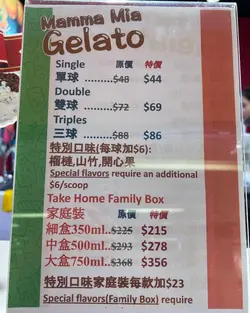 Mamma Mia
Gelato
Single 原價 特價
單球 .........$48 $44
Double
雙球 .........$72 $69
Triples
三球 .........$88 $86
特別口味(每球加$6):
榴槤,山竹,開心果
Special flavors require an additional
$6/scoop
Take Home Family Box
家庭裝 原價 特價
細盒350ml..$225 $215
中盒500ml..$293 $278
大盒750ml..$368 $356
特別口味家庭裝每款加$23
Special flavors(Family Box) require